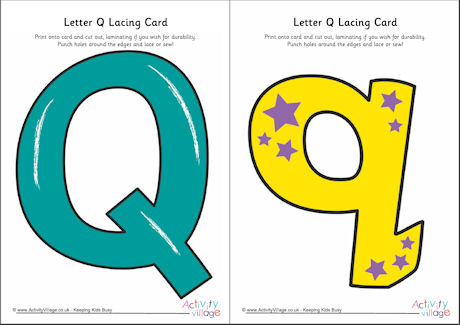 Letter Q Lacing Card
Print onto card and cut out, laminating if you wish for durability.
Punch holes around the edges and lace or sew!
Q
© www.ActivityVillage.co.uk - Keeping Kids Busy
Activity
Village
Letter Q Lacing Card
Print onto card and cut out, laminating if you wish for durability.
Punch holes around the edges and lace or sew!
q
© www.ActivityVillage.co.uk - Keeping Kids Busy
Activity
Village